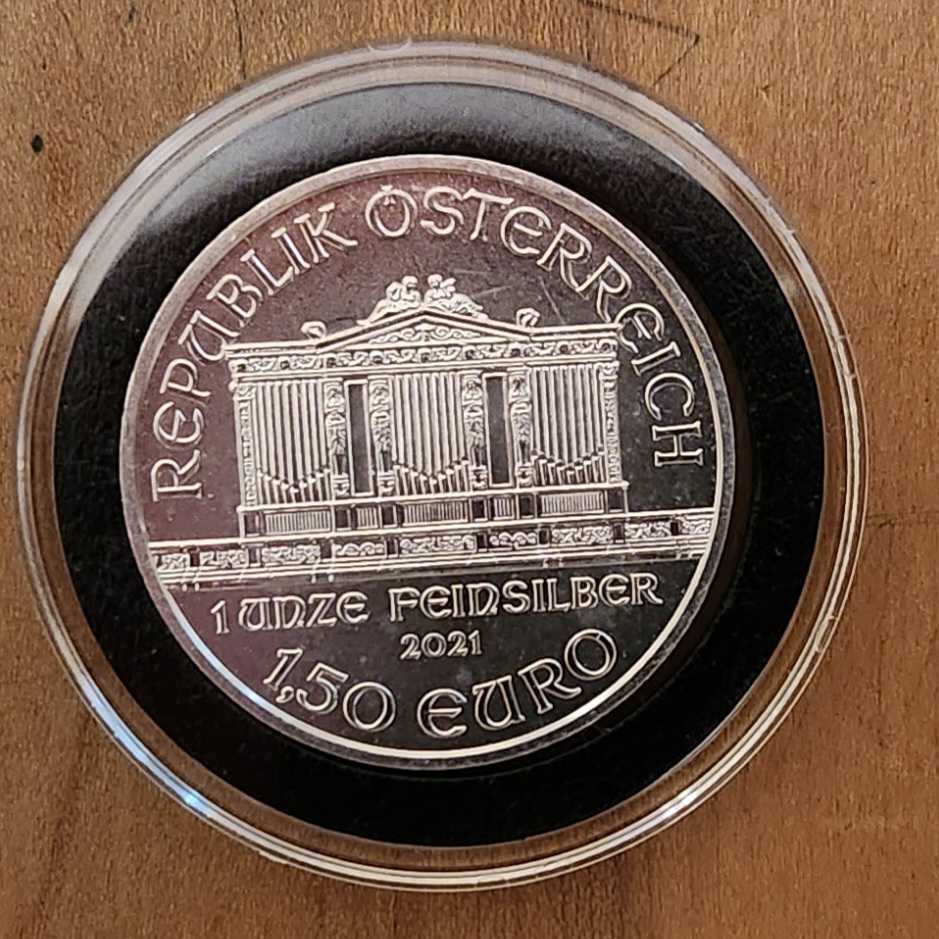 REPUBLIK ÖSTERREICH
1 UNZE FEINSILBER
2021
1,50 EURO